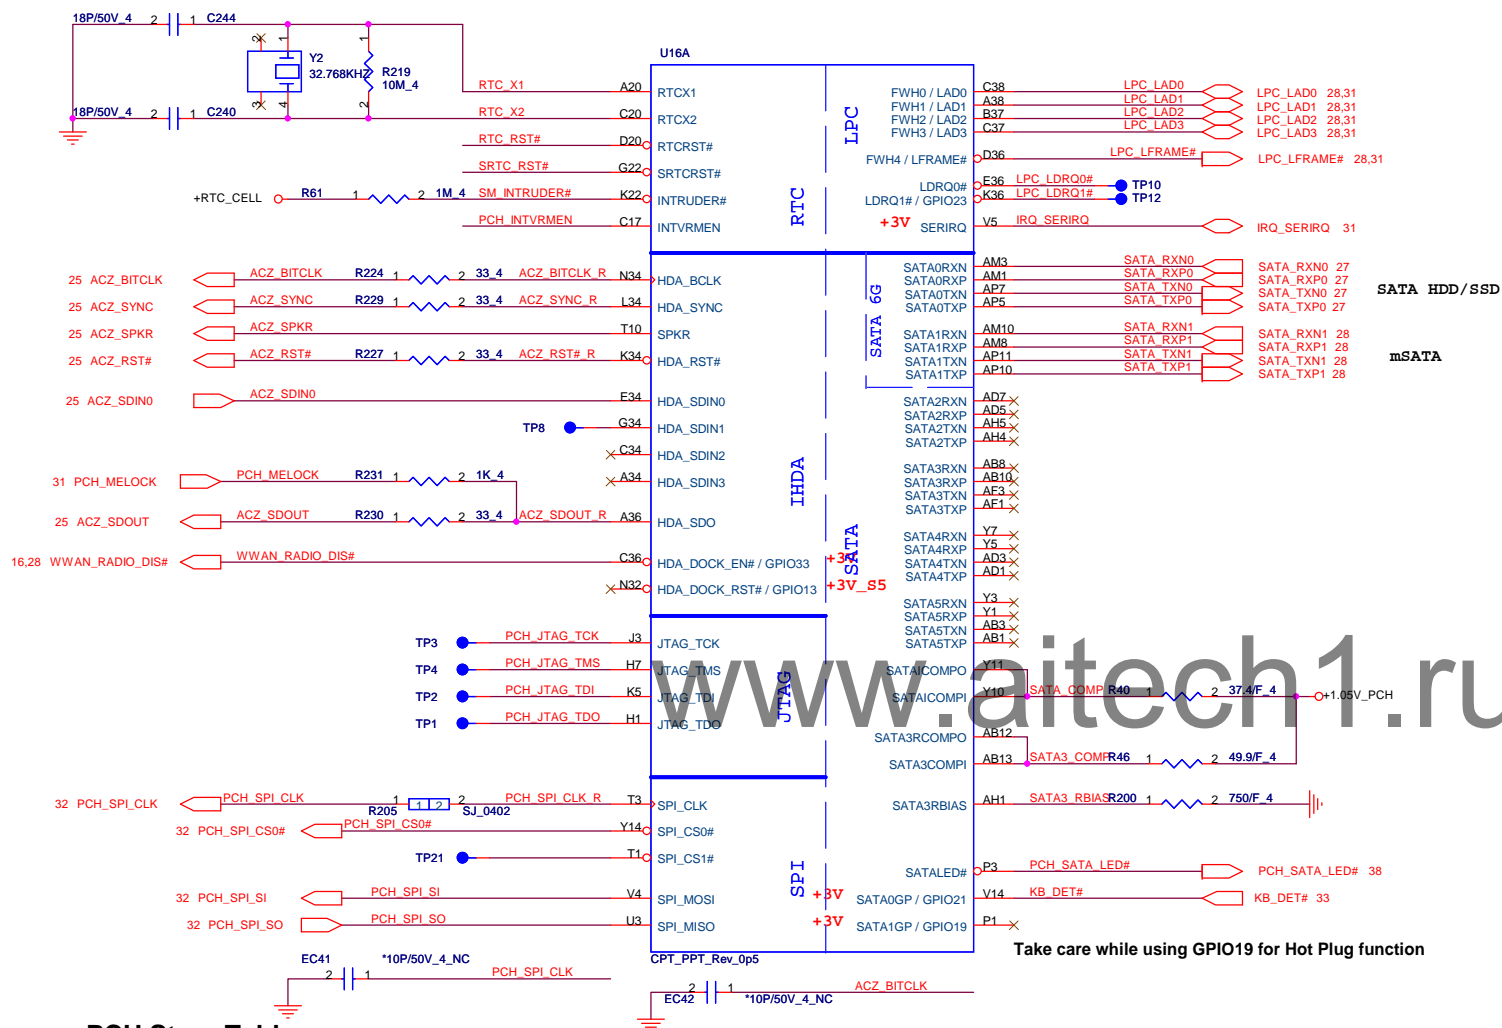 18P/50V_4 2 1 C244
Y2
32.768KHZ
2 1 3 4
R219
10M_4
1 2
18P/50V_4 2 1 C240
U16A
RTC_X1 A20 RTCX1
RTC_X2 C20 RTCX2
RTC_RST# D20 RTCRST#
SRTC_RST# G22 SRTCRST#
+RTC_CELL R61 1 2 1M_4 SM_INTRUDER# K22 INTRUDER#
PCH_INTVRMEN C17 INTVRMEN
RTC
LPC
FWH0 / LAD0 C38 LPC_LAD0 LPC_LAD0 28,31
FWH1 / LAD1 A38 LPC_LAD1 LPC_LAD1 28,31
FWH2 / LAD2 B37 LPC_LAD2 LPC_LAD2 28,31
FWH3 / LAD3 C37 LPC_LAD3 LPC_LAD3 28,31
FWH4 / LFRAME# D36 LPC_LFRAME# LPC_LFRAME# 28,31
LDRQ0# E36 LPC_LDRQ0# TP10
LDRQ1# / GPIO23 K36 LPC_LDRQ1# TP12
+3V SERIRQ V5 IRQ_SERIRQ IRQ_SERIRQ 31
25 ACZ_BITCLK ACZ_BITCLK R224 1 2 33_4 ACZ_BITCLK_R N34 HDA_BCLK
25 ACZ_SYNC ACZ_SYNC R229 1 2 33_4 ACZ_SYNC_R L34 HDA_SYNC
25 ACZ_SPKR ACZ_SPKR T10 SPKR
25 ACZ_RST# ACZ_RST# R227 1 2 33_4 ACZ_RST#_R K34 HDA_RST#
25 ACZ_SDIN0 ACZ_SDIN0 E34 HDA_SDIN0
TP8 G34 HDA_SDIN1
C34 HDA_SDIN2
A34 HDA_SDIN3
31 PCH_MELOCK PCH_MELOCK R231 1 2 1K_4
25 ACZ_SDOUT ACZ_SDOUT R230 1 2 33_4 ACZ_SDOUT_R A36 HDA_SDO
16,28 WWAN_RADIO_DIS# WWAN_RADIO_DIS# C36 HDA_DOCK_EN# / GPIO33 +3V
N32 HDA_DOCK_RST# / GPIO13 +3V_S5
IHDA
SATA
SATA 6G
SATA0RXN AM3 SATA_RXN0 SATA_RXN0 27
SATA0RXP AM1 SATA_RXP0 SATA_RXP0 27
SATA0TXN AP7 SATA_TXN0 SATA_TXN0 27
SATA0TXP AP5 SATA_TXP0 SATA_TXP0 27
SATA HDD/SSD
SATA1RXN AM10 SATA_RXN1 SATA_RXN1 28
SATA1RXP AM8 SATA_RXP1 SATA_RXP1 28
SATA1TXN AP11 SATA_TXN1 SATA_TXN1 28
SATA1TXP AP10 SATA_TXP1 SATA_TXP1 28
mSATA
SATA2RXN AD7
SATA2RXP AD5
SATA2TXN AH5
SATA2TXP AH4
SATA3RXN AB8
SATA3RXP AB10
SATA3TXN AF3
SATA3TXP AF1
SATA4RXN Y7
SATA4RXP Y5
SATA4TXN AD3
SATA4TXP AD1
SATA5RXN Y3
SATA5RXP Y1
SATA5TXN AB3
SATA5TXP AB1
TP3 PCH_JTAG_TCK J3 JTAG_TCK
TP4 PCH_JTAG_TMS H7 JTAG_TMS
TP2 PCH_JTAG_TDI K5 JTAG_TDI
TP1 PCH_JTAG_TDO H1 JTAG_TDO
JTAG
www.aitech1.ru
SATAICOMPO Y11
SATAICOMPI Y10 SATA_COMP R40 1 2 37.4/F_4 +1.05V_PCH
SATA3RCOMPO AB12
SATA3COMPI AB13 SATA3_COMP R46 1 2 49.9/F_4
SATA3RBIAS AH1 SATA3_RBIAS R200 1 2 750/F_4
32 PCH_SPI_CLK PCH_SPI_CLK R205 1 1 2 2 SJ_0402 PCH_SPI_CLK_R T3 SPI_CLK
32 PCH_SPI_CS0# PCH_SPI_CS0# Y14 SPI_CS0#
TP21 T1 SPI_CS1#
32 PCH_SPI_SI PCH_SPI_SI V4 SPI_MOSI +3V
32 PCH_SPI_SO PCH_SPI_SO U3 SPI_MISO +3V
SPI
SATALED# P3 PCH_SATA_LED# PCH_SATA_LED# 38
SATA0GP / GPIO21 V14 KB_DET# KB_DET# 33
SATA1GP / GPIO19 P1
Take care while using GPIO19 for Hot Plug function
CPT_PPT_Rev_0p5
EC41 2 1 *10P/50V_4_NC PCH_SPI_CLK
EC42 2 1 *10P/50V_4_NC ACZ_BITCLK